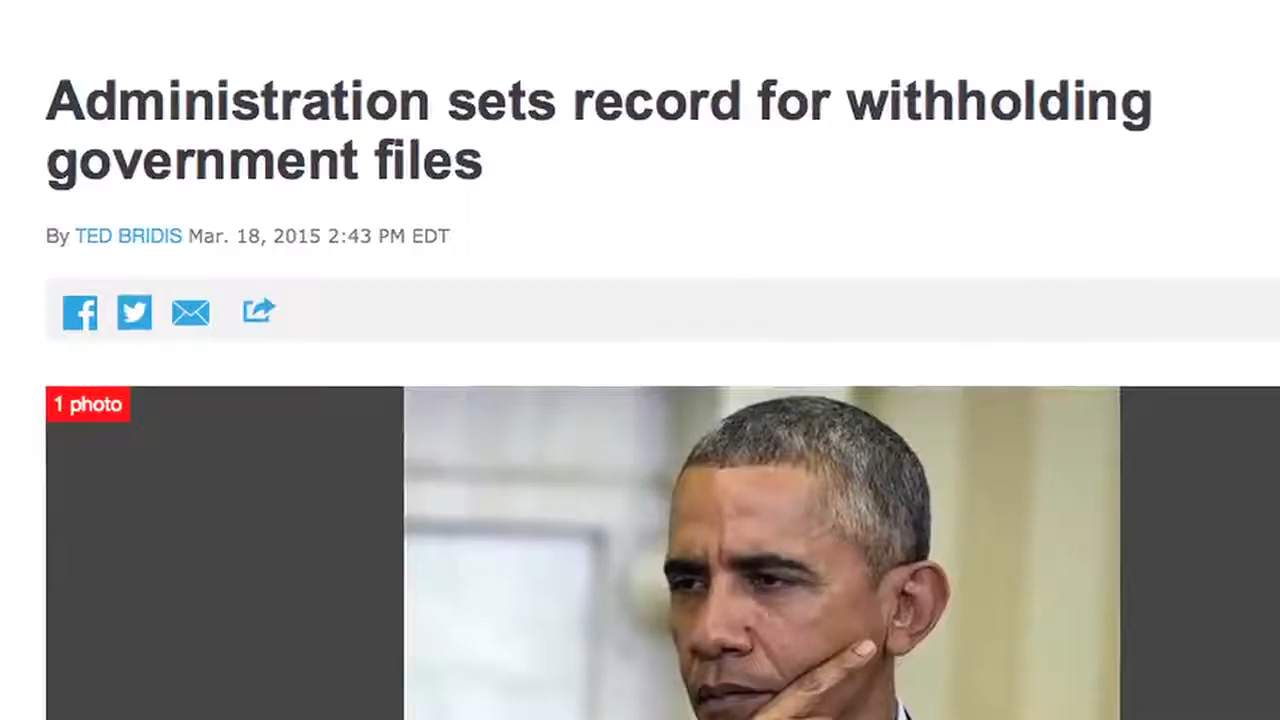 Administration sets record for withholding
government files
By TED BRIDIS Mar. 18, 2015 2:43 PM EDT
1 photo